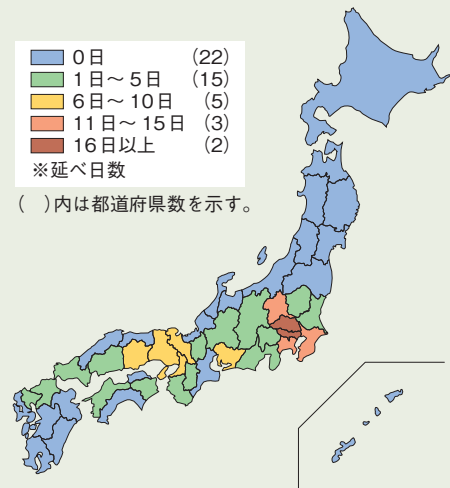 0日 (22)
1日～5日 (15)
6日～10日 (5)
11日～15日 (3)
16日以上 (2)
※延べ日数
( )内は都道府県数を示す。